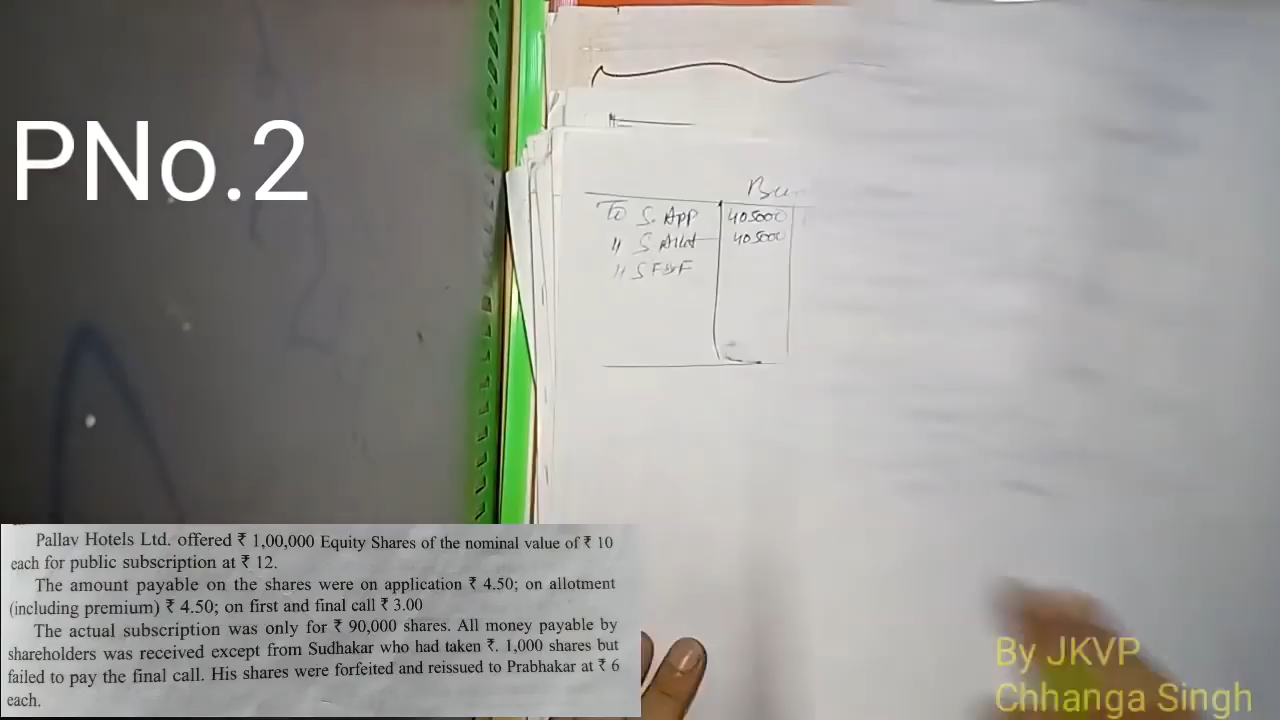 PNo.2
To S. App 405000
" S Allot 405000
" S F&F
Pallav Hotels Ltd. offered ₹ 1,00,000 Equity Shares of the nominal value of ₹ 10
each for public subscription at ₹ 12.
The amount payable on the shares were on application ₹ 4.50; on allotment
(including premium) ₹ 4.50; on first and final call ₹ 3.00
The actual subscription was only for ₹ 90,000 shares. All money payable by
shareholders was received except from Sudhakar who had taken ₹. 1,000 shares but
failed to pay the final call. His shares were forfeited and reissued to Prabhakar at ₹ 6
each.
By JKVP
Chhanga Singh